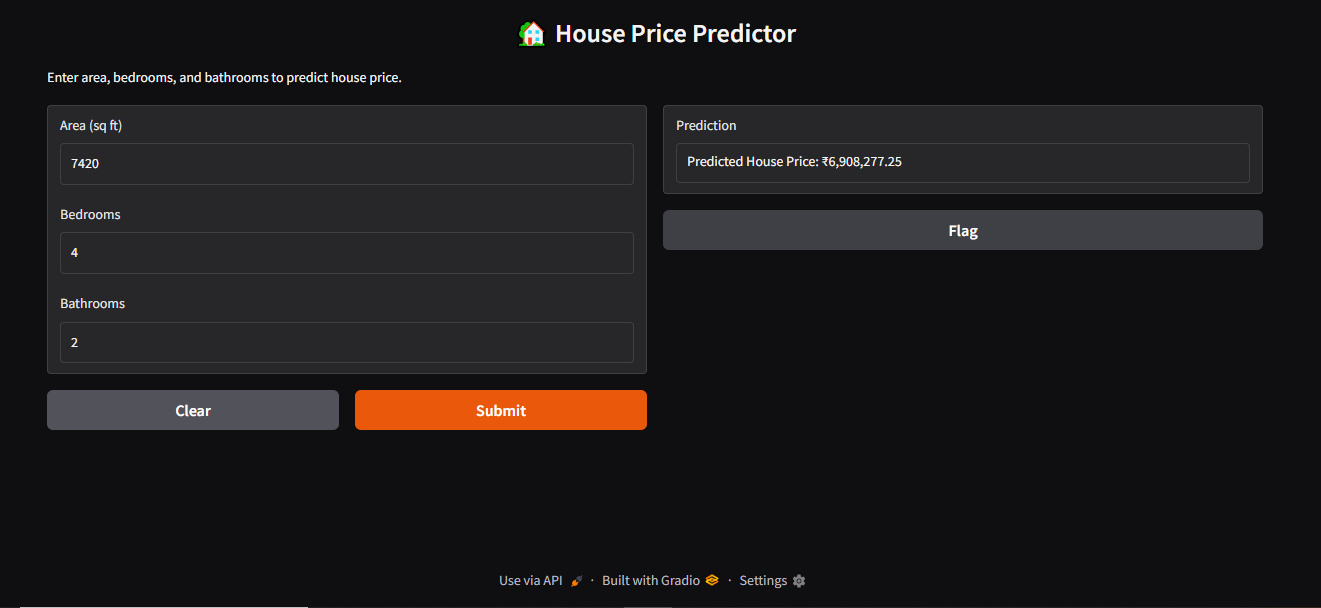 House Price Predictor
Enter area, bedrooms, and bathrooms to predict house price.
Area (sq ft)
7420
Bedrooms
4
Bathrooms
2
Clear
Submit
Prediction
Predicted House Price: ₹6,908,277.25
Flag
Use via API · Built with Gradio · Settings